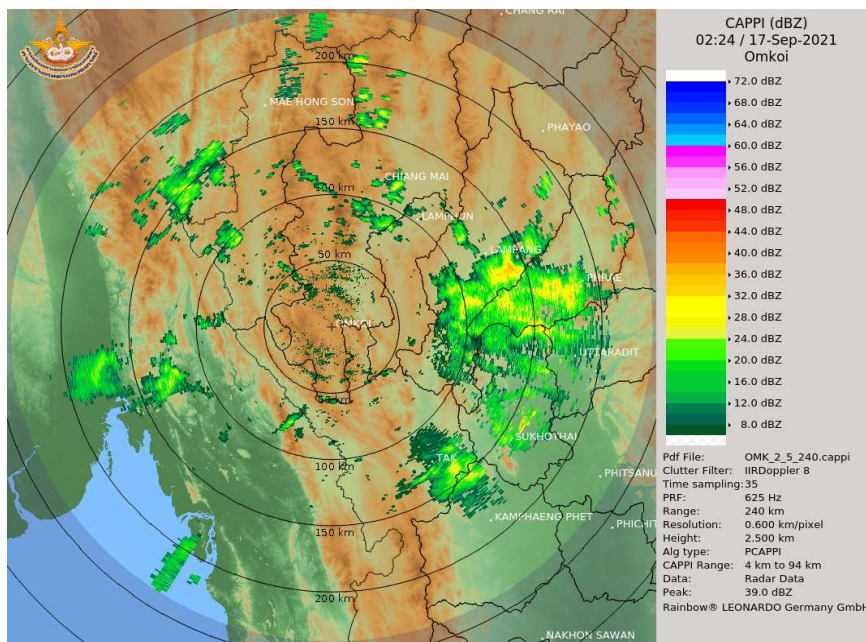 CAPPI (dBZ)
02:24 / 17-Sep-2021
Omkoi
72.0 dBZ
68.0 dBZ
64.0 dBZ
60.0 dBZ
56.0 dBZ
52.0 dBZ
48.0 dBZ
44.0 dBZ
40.0 dBZ
36.0 dBZ
32.0 dBZ
28.0 dBZ
24.0 dBZ
20.0 dBZ
16.0 dBZ
12.0 dBZ
8.0 dBZ
Pdf File: OMK_2_5_240.cappi
Clutter Filter: IIRDoppler 8
Time sampling: 35
PRF: 625 Hz
Range: 240 km
Resolution: 0.600 km/pixel
Height: 2.500 km
Alg type: PCAPPI
CAPPI Range: 4 km to 94 km
Data: Radar Data
Peak: 39.0 dBZ
Rainbow® LEONARDO Germany GmbH
CHANG RAI
200 km
MAE HONG SON
150 km
PHAYAO
CHIANG MAI
100 km
LAMPHUN
50 km
LAMPANG
PHRAE
OMKOI
UTTARADIT
50 km
SUKHOTHAI
TAK
100 km
PHITSANU
KAMPHAENG PHET
PHICHIT
150 km
200 km
NAKHON SAWAN